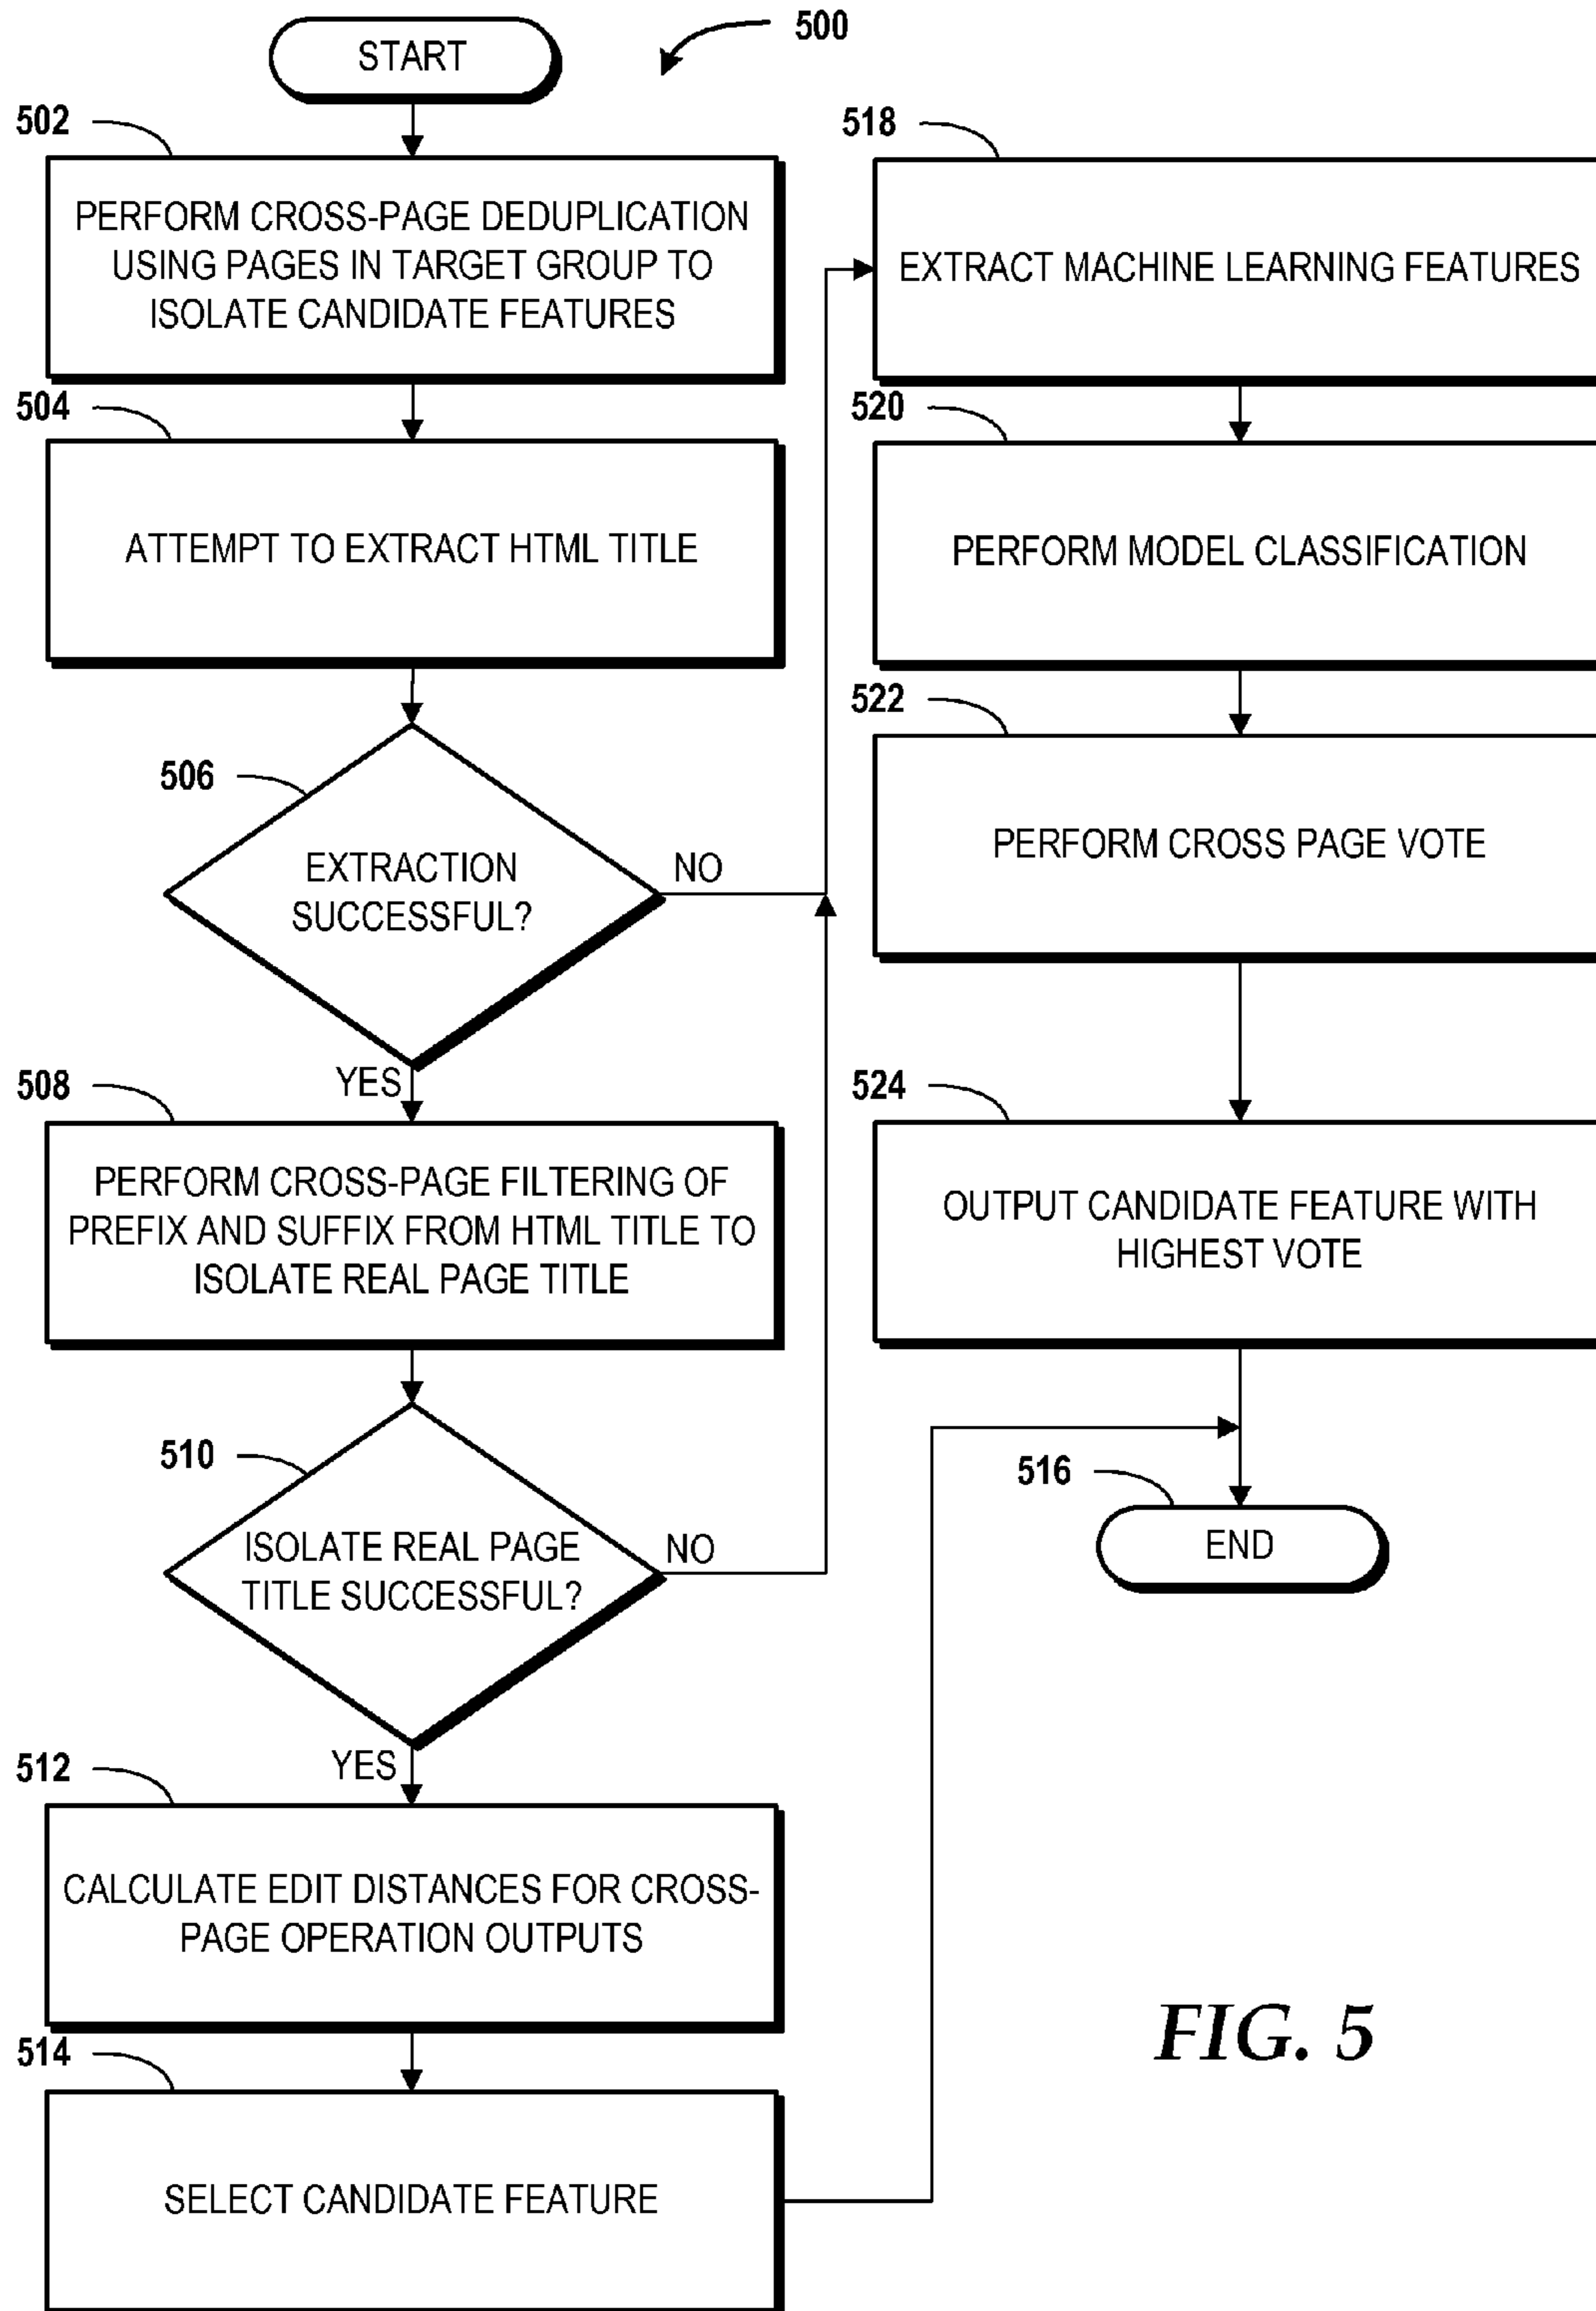 START
500
502
PERFORM CROSS-PAGE DEDUPLICATION
USING PAGES IN TARGET GROUP TO
ISOLATE CANDIDATE FEATURES
504
ATTEMPT TO EXTRACT HTML TITLE
506
EXTRACTION
SUCCESSFUL?
NO
YES
508
PERFORM CROSS-PAGE FILTERING OF
PREFIX AND SUFFIX FROM HTML TITLE TO
ISOLATE REAL PAGE TITLE
510
ISOLATE REAL PAGE
TITLE SUCCESSFUL?
NO
YES
512
CALCULATE EDIT DISTANCES FOR CROSS-
PAGE OPERATION OUTPUTS
514
SELECT CANDIDATE FEATURE
518
EXTRACT MACHINE LEARNING FEATURES
520
PERFORM MODEL CLASSIFICATION
522
PERFORM CROSS PAGE VOTE
524
OUTPUT CANDIDATE FEATURE WITH
HIGHEST VOTE
516
END
FIG. 5